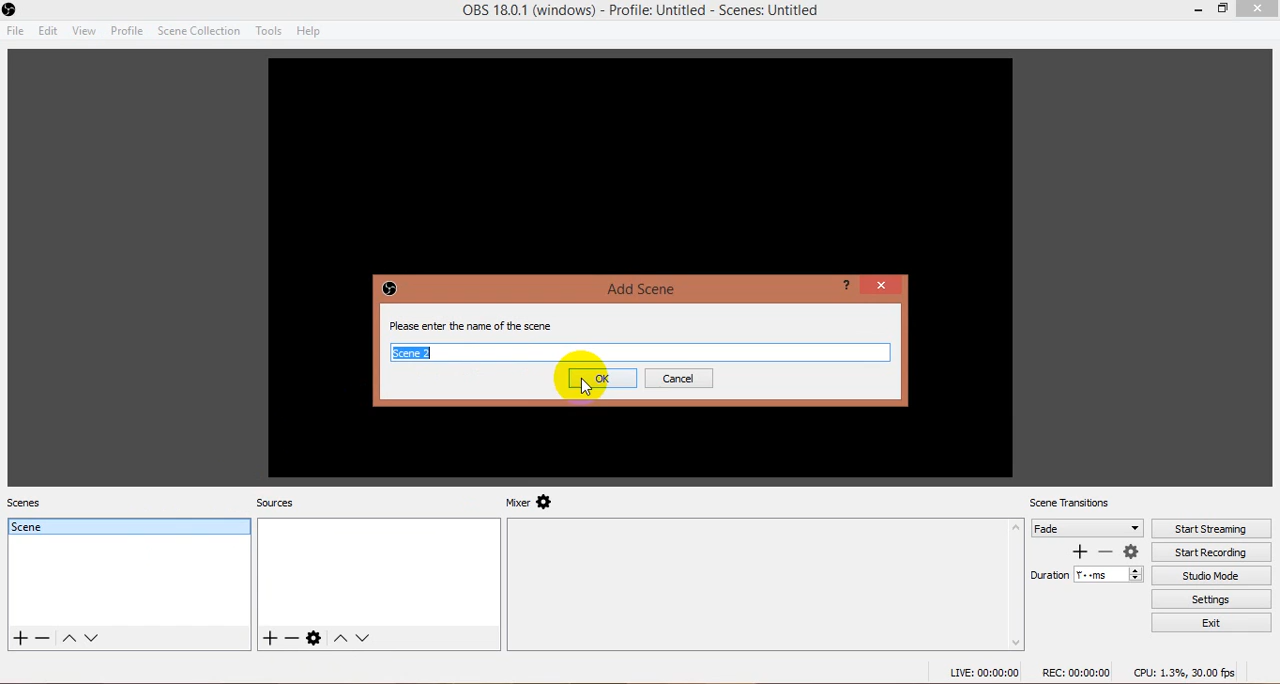 OBS 18.0.1 (windows) - Profile: Untitled - Scenes: Untitled
File Edit View Profile Scene Collection Tools Help
Add Scene
?
Please enter the name of the scene
Scene 2
OK Cancel
Scenes Sources Mixer Scene Transitions
Scene
Fade
Start Streaming
Start Recording
Duration ۳۰۰ms
Studio Mode
Settings
Exit
LIVE: 00:00:00 REC: 00:00:00 CPU: 1.3%, 30.00 fps